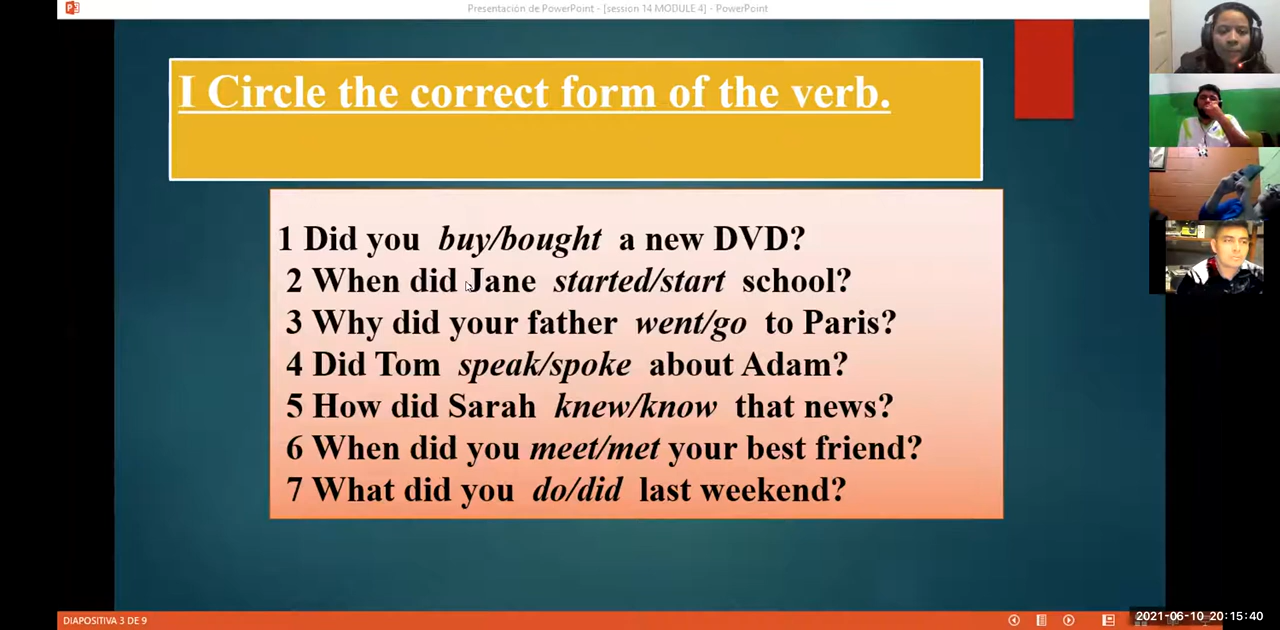 Presentación de PowerPoint - [session 14 MODULE 4] - PowerPoint
I Circle the correct form of the verb.
1 Did you buy/bought a new DVD?
2 When did Jane started/start school?
3 Why did your father went/go to Paris?
4 Did Tom speak/spoke about Adam?
5 How did Sarah knew/know that news?
6 When did you meet/met your best friend?
7 What did you do/did last weekend?
DIAPOSITIVA 3 DE 9
2021-06-10 20:15:40